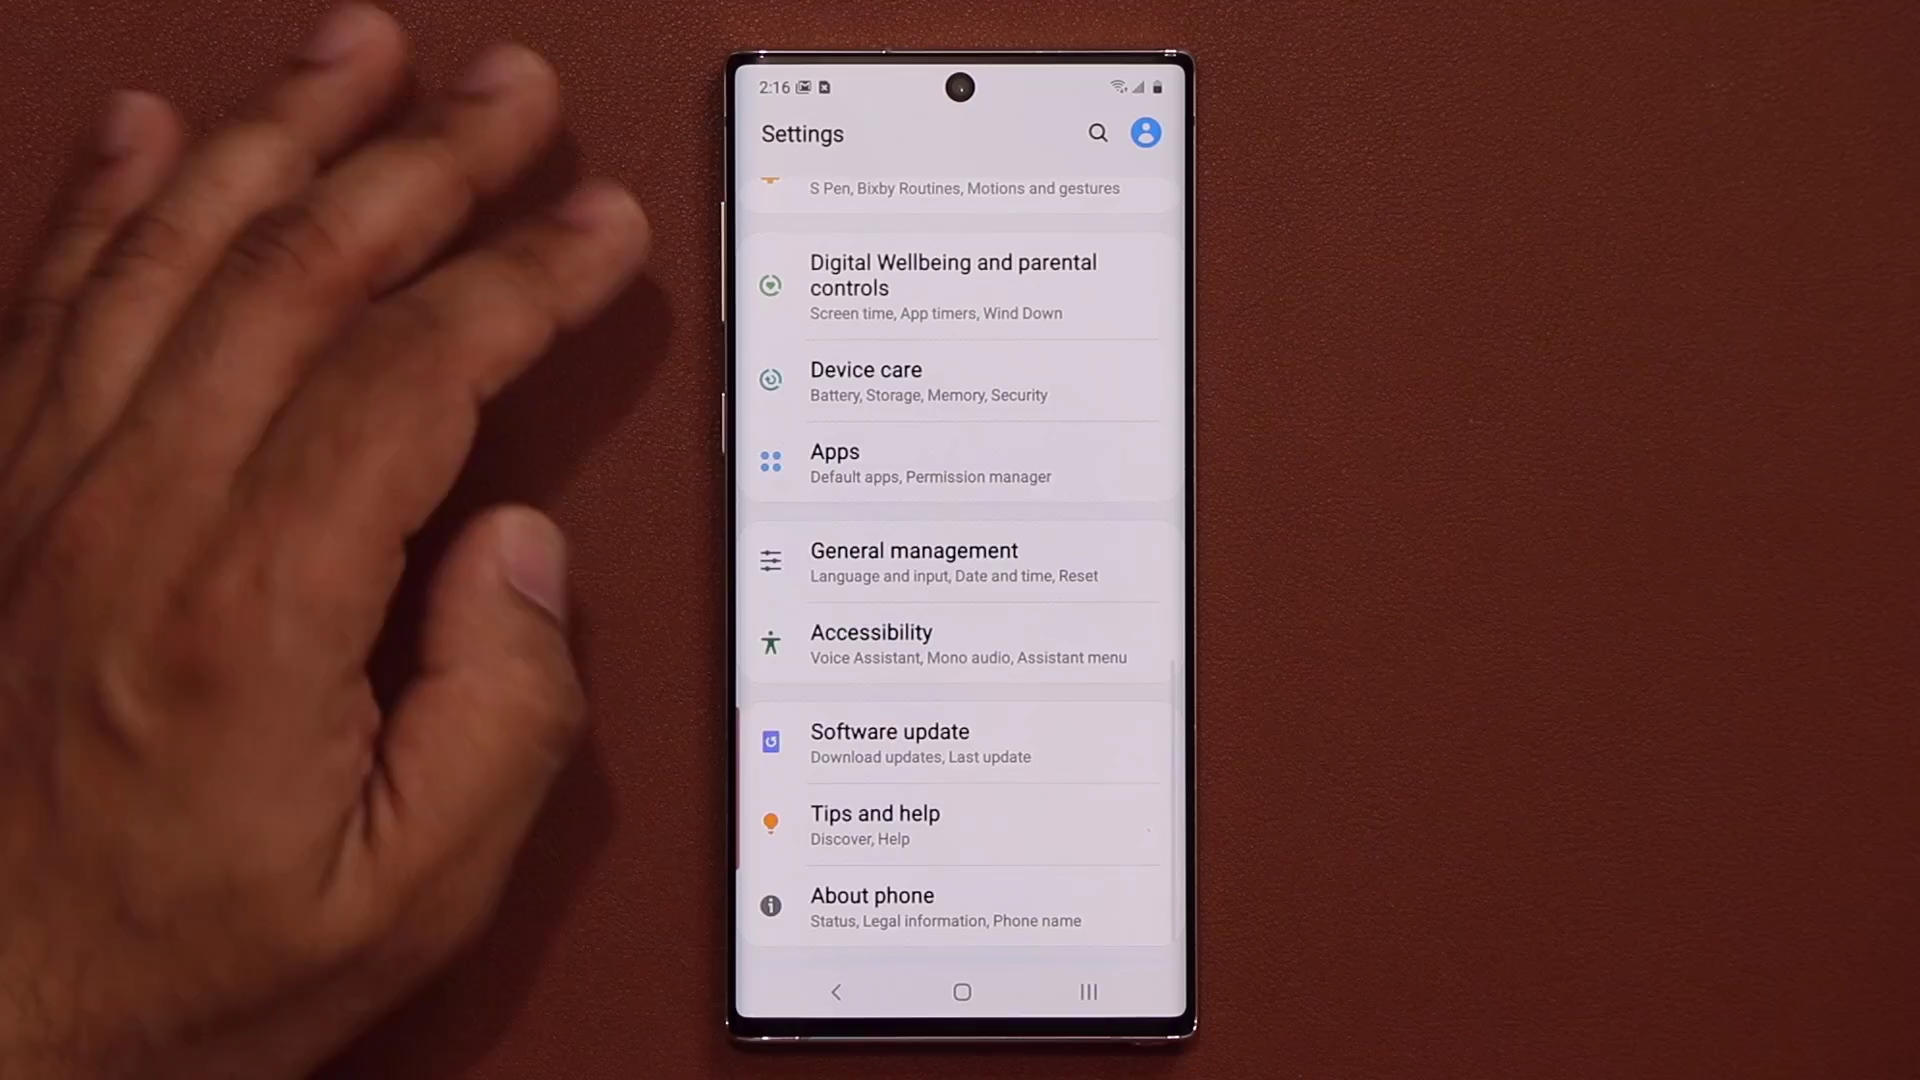 2:16
Settings
S Pen, Bixby Routines, Motions and gestures
Digital Wellbeing and parental
controls
Screen time, App timers, Wind Down
Device care
Battery, Storage, Memory, Security
Apps
Default apps, Permission manager
General management
Language and input, Date and time, Reset
Accessibility
Voice Assistant, Mono audio, Assistant menu
Software update
Download updates, Last update
Tips and help
Discover, Help
About phone
Status, Legal information, Phone name